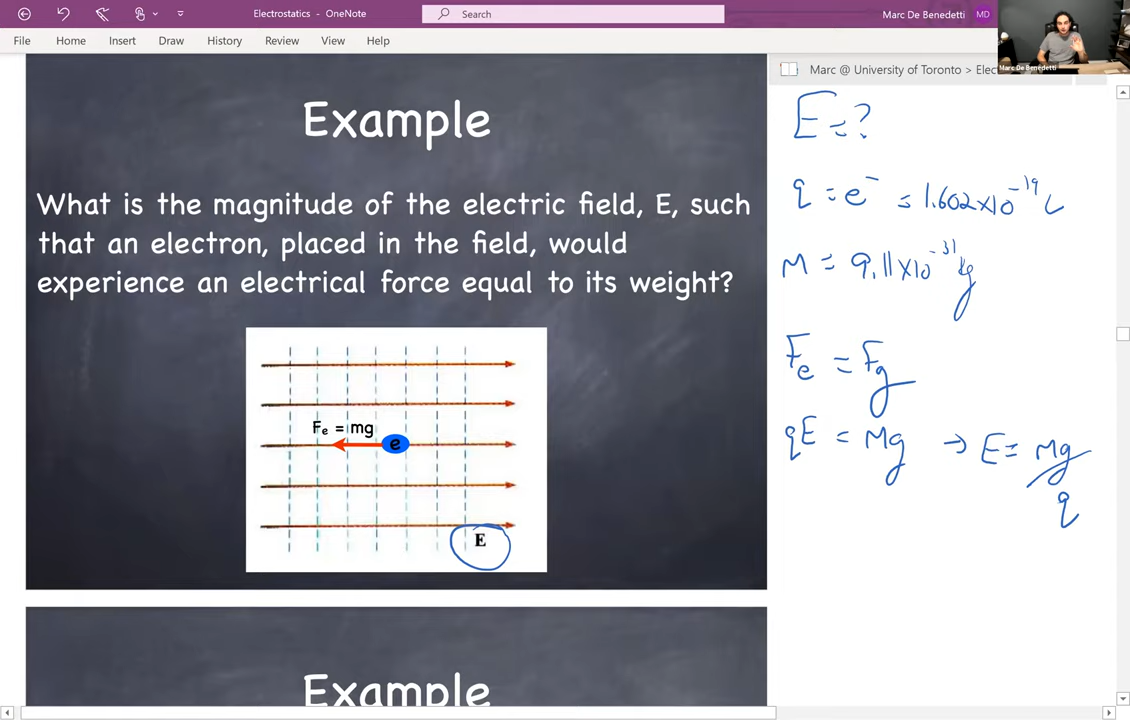 Electrostatics - OneNote
Search
Marc De Benedetti
MD
File Home Insert Draw History Review View Help
Marc De Benedetti
Marc @ University of Toronto > Elec
Example
What is the magnitude of the electric field, E, such
that an electron, placed in the field, would
experience an electrical force equal to its weight?
Fₑ = mg
e
E
Example
E = ?
q = e⁻ = 1.602×10⁻¹⁹ C
M = 9.11×10⁻³¹ kg
Fe = Fg
qE = Mg → E = Mg/q